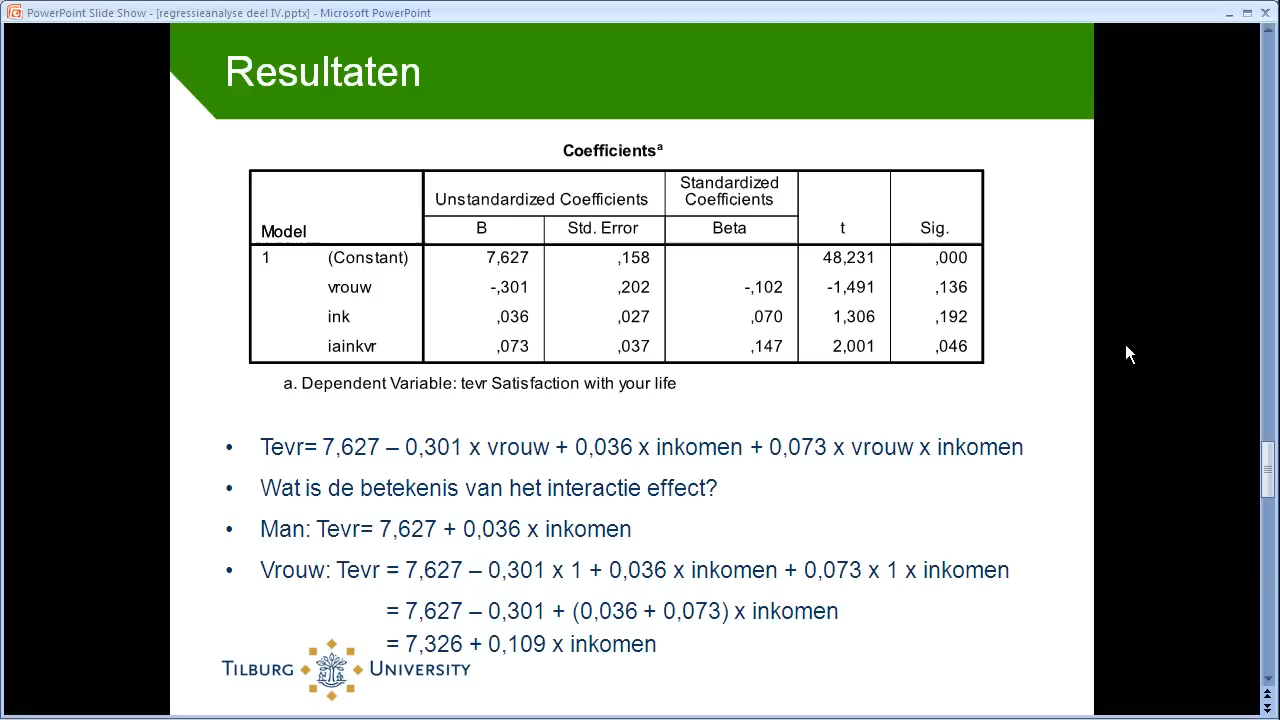 PowerPoint Slide Show - [regressieanalyse deel IV.pptx] - Microsoft PowerPoint
Resultaten
Coefficientsa
Model Unstandardized Coefficients Standardized Coefficients t Sig.
B Std. Error Beta
1 (Constant) 7,627 ,158 48,231 ,000
vrouw -,301 ,202 -,102 -1,491 ,136
ink ,036 ,027 ,070 1,306 ,192
iainkvr ,073 ,037 ,147 2,001 ,046
a. Dependent Variable: tevr Satisfaction with your life
• Tevr= 7,627 – 0,301 x vrouw + 0,036 x inkomen + 0,073 x vrouw x inkomen
• Wat is de betekenis van het interactie effect?
• Man: Tevr= 7,627 + 0,036 x inkomen
• Vrouw: Tevr = 7,627 – 0,301 x 1 + 0,036 x inkomen + 0,073 x 1 x inkomen
= 7,627 – 0,301 + (0,036 + 0,073) x inkomen
= 7,326 + 0,109 x inkomen
TILBURG UNIVERSITY